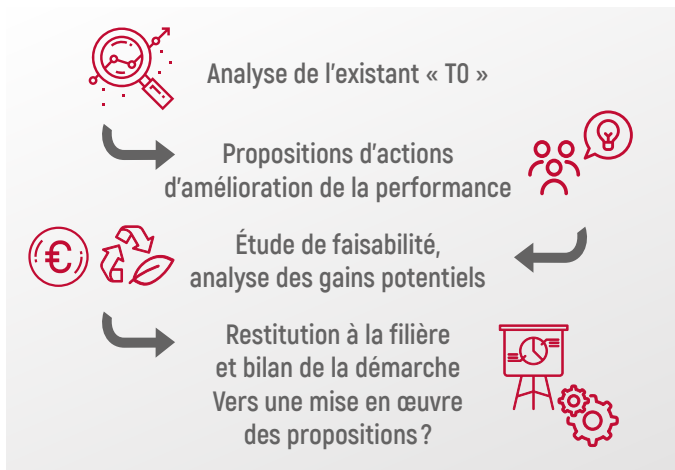 Analyse de l'existant « T0 »
Propositions d'actions
d'amélioration de la performance
€
Étude de faisabilité,
analyse des gains potentiels
Restitution à la filière
et bilan de la démarche
Vers une mise en œuvre
des propositions ?